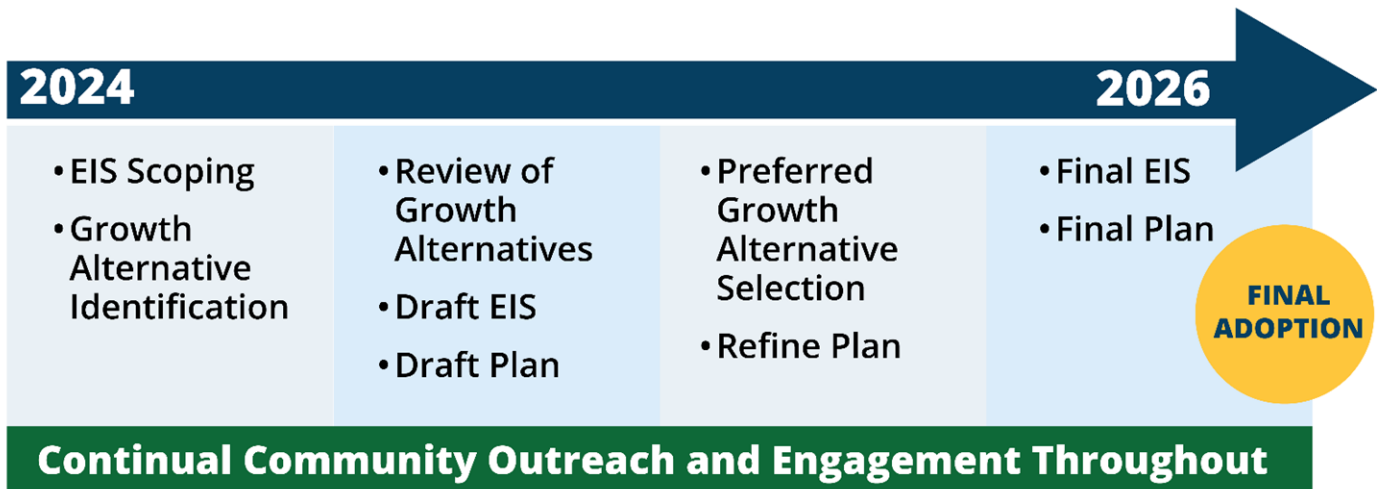 2024
2026
• EIS Scoping
• Growth
Alternative
Identification
• Review of
Growth
Alternatives
• Draft EIS
• Draft Plan
• Preferred
Growth
Alternative
Selection
• Refine Plan
• Final EIS
• Final Plan
FINAL
ADOPTION
Continual Community Outreach and Engagement Throughout